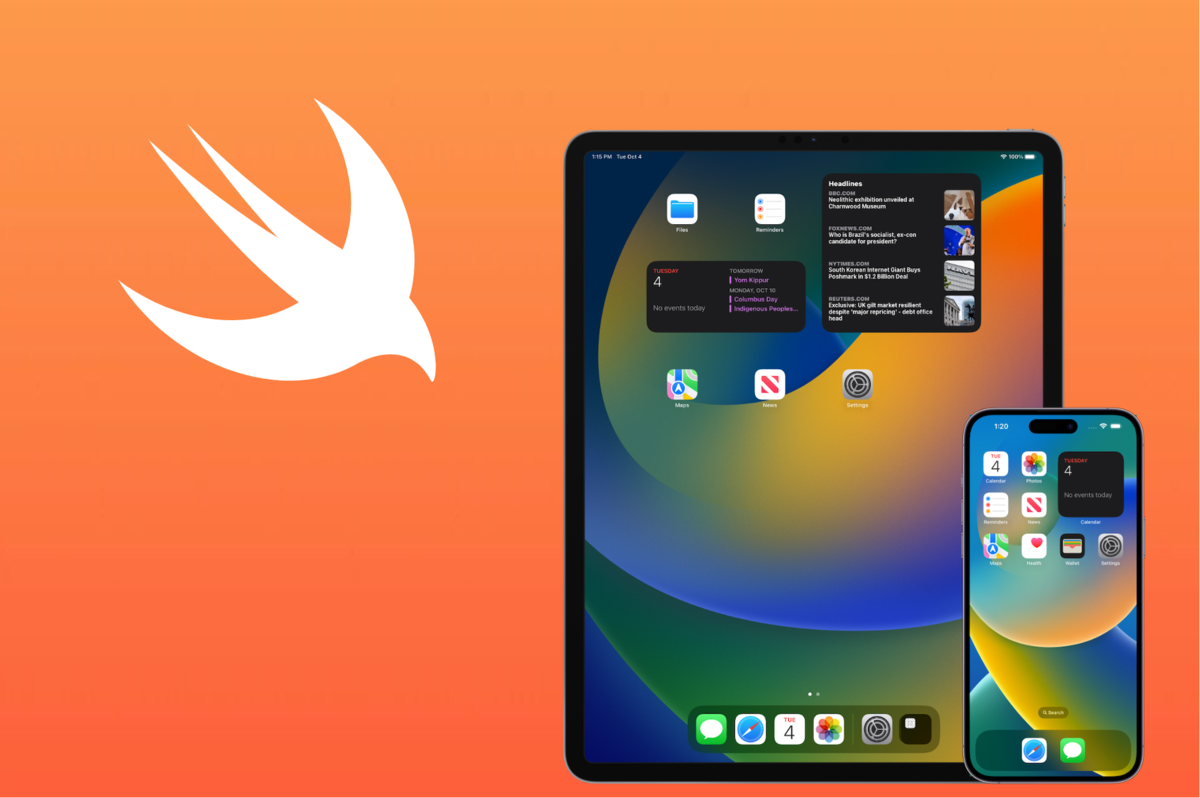 1:15 PM Tue Oct 4
100%
Files
Reminders
Headlines
BBC.COM
Neolithic exhibition unveiled at
Charnwood Museum
FOXNEWS.COM
Who is Brazil's socialist, ex-con
candidate for president?
NYTIMES.COM
South Korean Internet Giant Buys
Poshmark in $1.2 Billion Deal
REUTERS.COM
Exclusive: UK gilt market resilient
despite 'major repricing' - debt office
head
TUESDAY
4
No events today
TOMORROW
Yom Kippur
MONDAY, OCT 10
Columbus Day
Indigenous Peoples...
Maps
News
Settings
TUE
4
1:20
TUE
4
Calendar
Photos
TUESDAY
4
No events today
Calendar
Reminders
News
Maps
Health
Wallet
Settings
Search